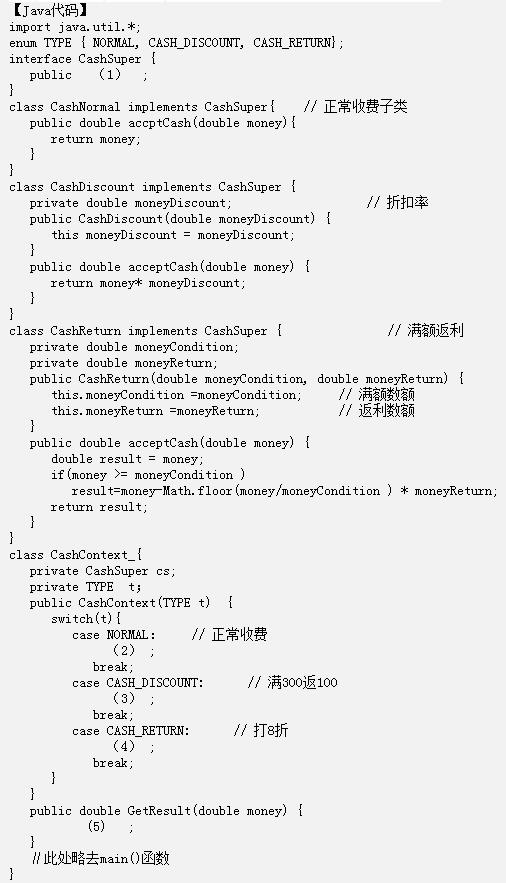 【Java代码】
import java.util.*;
enum TYPE { NORMAL, CASH_DISCOUNT, CASH_RETURN};
interface CashSuper {
public （1） ;
}
class CashNormal implements CashSuper{ // 正常收费子类
public double accptCash(double money){
return money;
}
}
class CashDiscount implements CashSuper {
private double moneyDiscount; // 折扣率
public CashDiscount(double moneyDiscount) {
this moneyDiscount = moneyDiscount;
}
public double acceptCash(double money) {
return money* moneyDiscount;
}
}
class CashReturn implements CashSuper { // 满额返利
private double moneyCondition;
private double moneyReturn;
public CashReturn(double moneyCondition, double moneyReturn) {
this.moneyCondition =moneyCondition; // 满额数额
this.moneyReturn =moneyReturn; // 返利数额
}
public double acceptCash(double money) {
double result = money;
if(money >= moneyCondition )
result=money-Math.floor(money/moneyCondition ) * moneyReturn;
return result;
}
}
class CashContext_{
private CashSuper cs;
private TYPE t;
public CashContext(TYPE t) {
switch(t){
case NORMAL: // 正常收费
（2） ;
break;
case CASH_DISCOUNT: // 满300返100
（3） ;
break;
case CASH_RETURN: // 打8折
（4） ;
break;
}
}
public double GetResult(double money) {
（5） ;
}
//此处略去main()函数
}